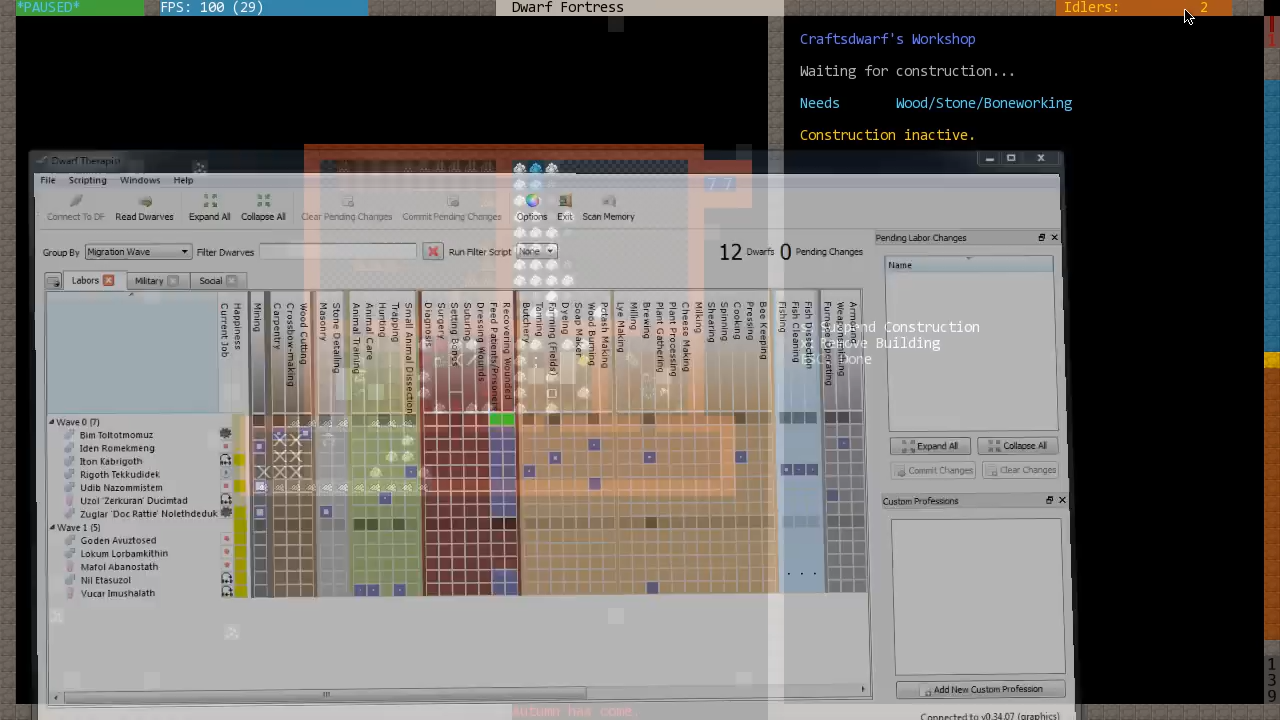 *PAUSED*
FPS: 100 (29)
Dwarf Fortress
Idlers: 2
Craftsdwarf's Workshop
Waiting for construction...
Needs Wood/Stone/Boneworking
Construction inactive.
Suspend Construction
Remove Building
Done
Dwarf Therapist
File Scripting Windows Help
Connect To DF
Read Dwarves
Expand All
Collapse All
Clear Pending Changes
Commit Pending Changes
Options
Exit
Scan Memory
77
Group By
Migration Wave
Filter Dwarves
Run Filter Script
None
12 Dwarfs 0 Pending Changes
Labors
Military
Social
Current Job
Happiness
Mining
Carpentry
Crossbow-making
Wood Cutting
Masonry
Stone Detailing
Animal Training
Animal Care
Hunting
Trapping
Small Animal Dissection
Diagnosis
Surgery
Setting Bones
Suturing
Dressing Wounds
Feed Patients/Prisoners
Recovering Wounded
Butchery
Tanning
Farming (Fields)
Dyeing
Soap Maker
Wood Burning
Potash Making
Lye Making
Milling
Brewing
Plant Gathering
Plant Processing
Cheese Making
Milking
Shearing
Spinning
Cooking
Pressing
Bee Keeping
Fishing
Fish Cleaning
Fish Dissection
Wave 0 (7)
Bim Toltotmomuz
Iden Romekmeng
Iton Kabrigoth
Rigoth Tekkudidek
Udib Nazommistem
Uzol 'Zerkuran' Ducimtad
Zuglar 'Doc Rattie' Nolethdeduk
Wave 1 (5)
Goden Avuztosed
Lokum Lorbamkithin
Mafol Abanostath
Nil Etasuzol
Vucar Imushalath
Pending Labor Changes
Name
Expand All
Collapse All
Commit Changes
Clear Changes
Custom Professions
Add New Custom Profession
Connected to v0.34.07 (graphics)
autumn has come.
139